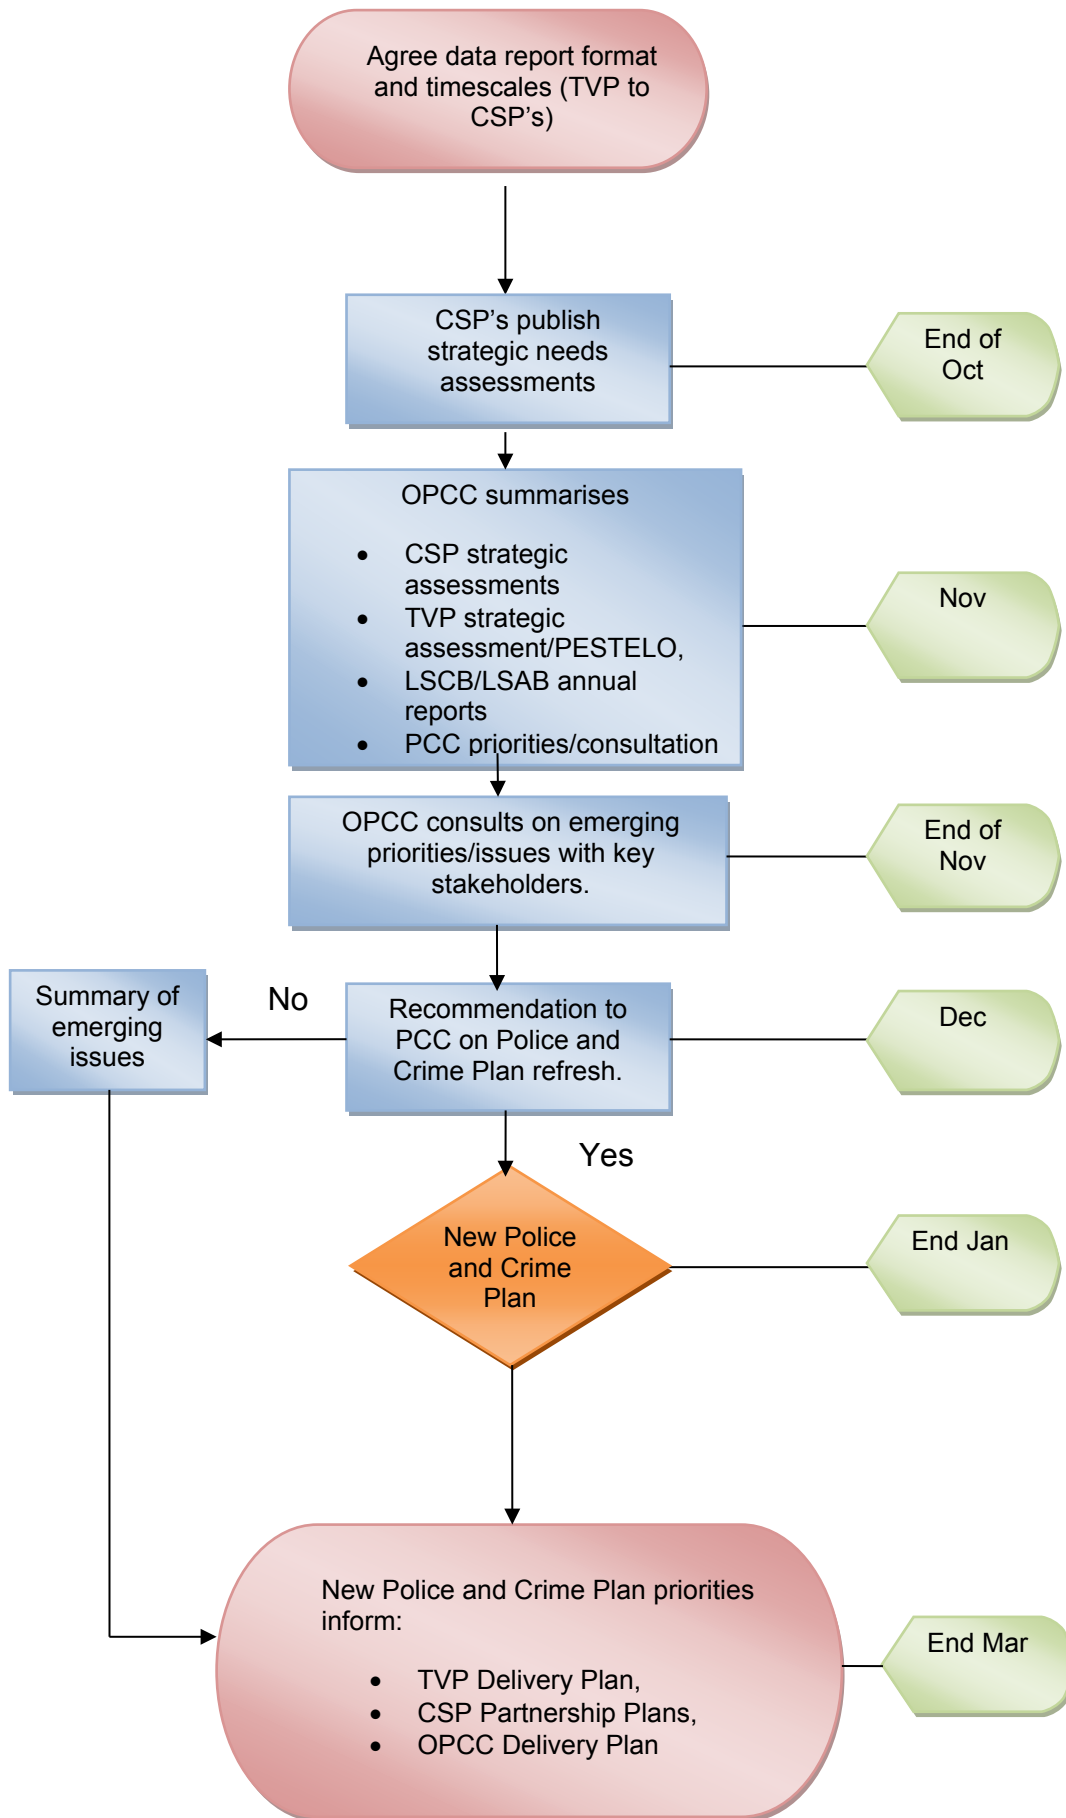 Agree data report format
and timescales (TVP to
CSP’s)
CSP’s publish
strategic needs
assessments
End of
Oct
OPCC summarises
• CSP strategic
assessments
• TVP strategic
assessment/PESTELO,
• LSCB/LSAB annual
reports
• PCC priorities/consultation
Nov
OPCC consults on emerging
priorities/issues with key
stakeholders.
End of
Nov
Summary of
emerging
issues
No
Recommendation to
PCC on Police and
Crime Plan refresh.
Dec
Yes
New Police
and Crime
Plan
End Jan
New Police and Crime Plan priorities
inform:
• TVP Delivery Plan,
• CSP Partnership Plans,
• OPCC Delivery Plan
End Mar